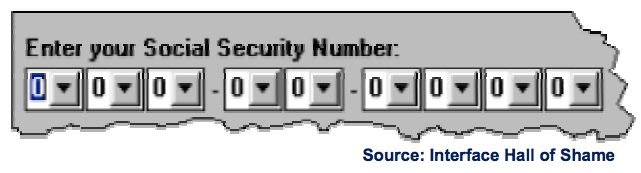 Enter your Social Security Number:
0 0 0 - 0 0 - 0 0 0 0
Source: Interface Hall of Shame